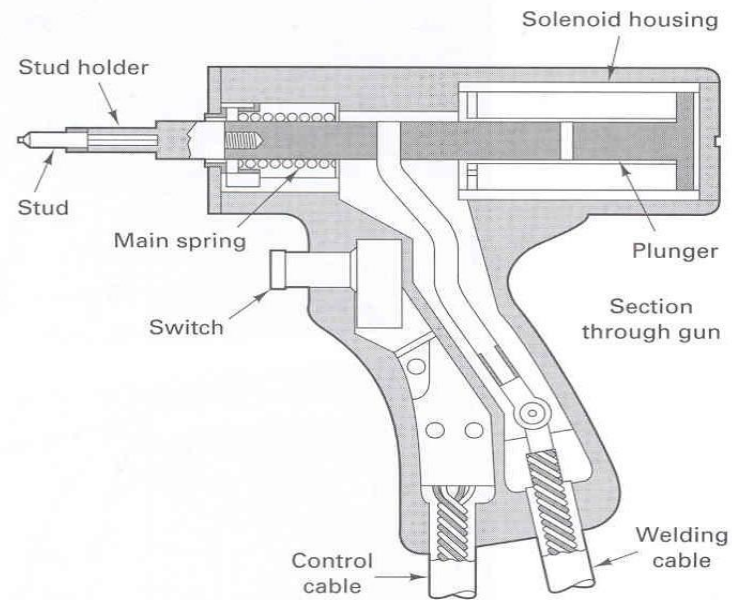 Solenoid housing
Stud holder
Stud
Main spring
Plunger
Switch
Section
through gun
Welding
cable
Control
cable